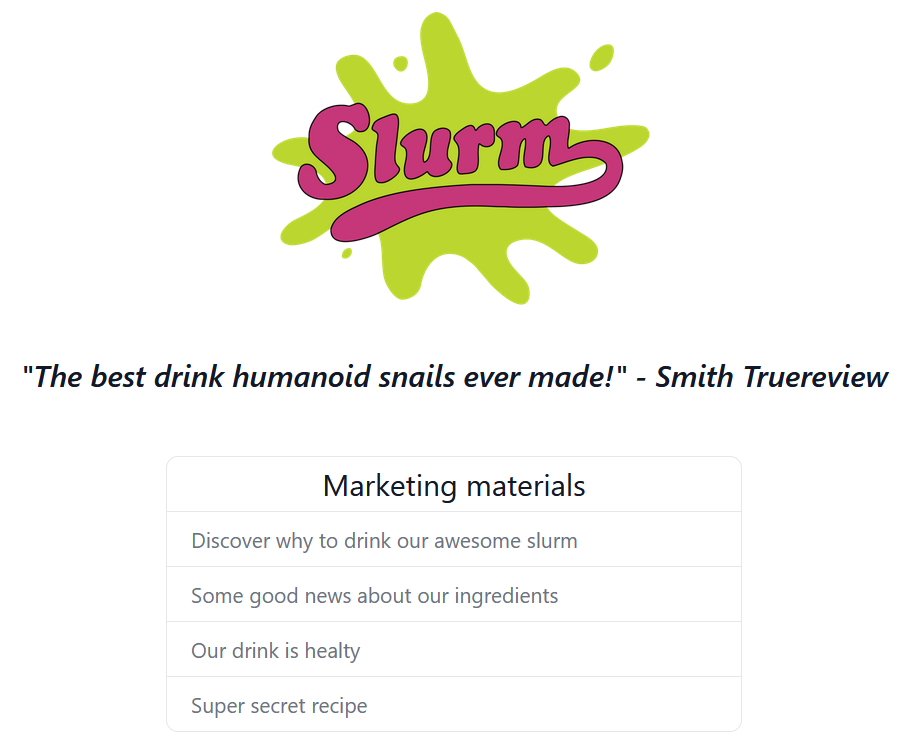 Slurm
"The best drink humanoid snails ever made!" - Smith Truereview
Marketing materials
Discover why to drink our awesome slurm
Some good news about our ingredients
Our drink is healty
Super secret recipe